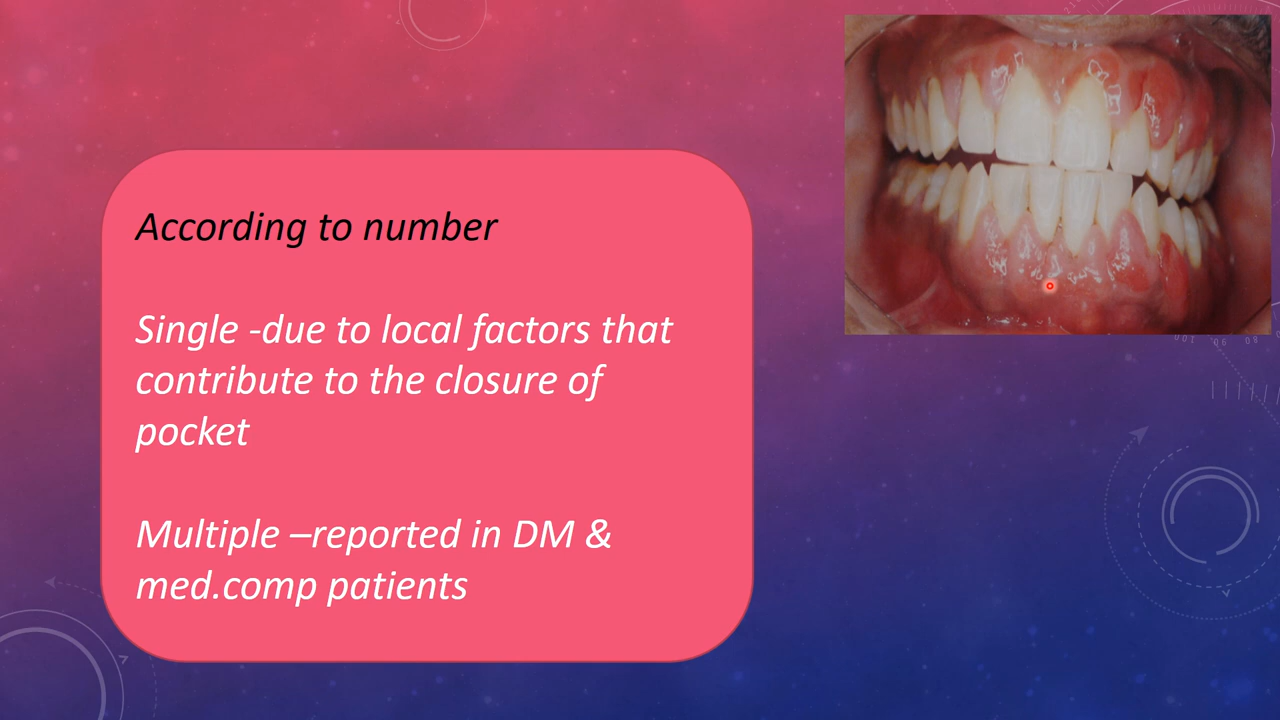 According to number
Single -due to local factors that
contribute to the closure of
pocket
Multiple –reported in DM &
med.comp patients